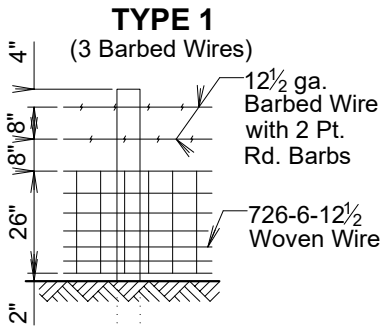 TYPE 1
(3 Barbed Wires)
4"
8"
8"
26"
2"
12½ ga.
Barbed Wire
with 2 Pt.
Rd. Barbs
726-6-12½
Woven Wire